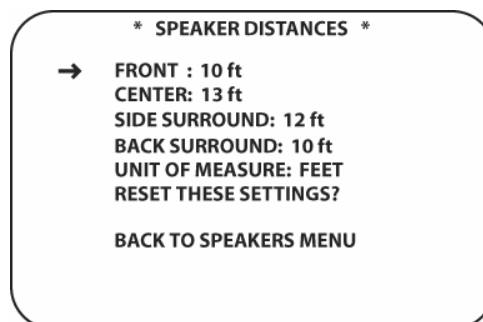 * SPEAKER DISTANCES *
→ FRONT : 10 ft
CENTER: 13 ft
SIDE SURROUND: 12 ft
BACK SURROUND: 10 ft
UNIT OF MEASURE: FEET
RESET THESE SETTINGS?
BACK TO SPEAKERS MENU